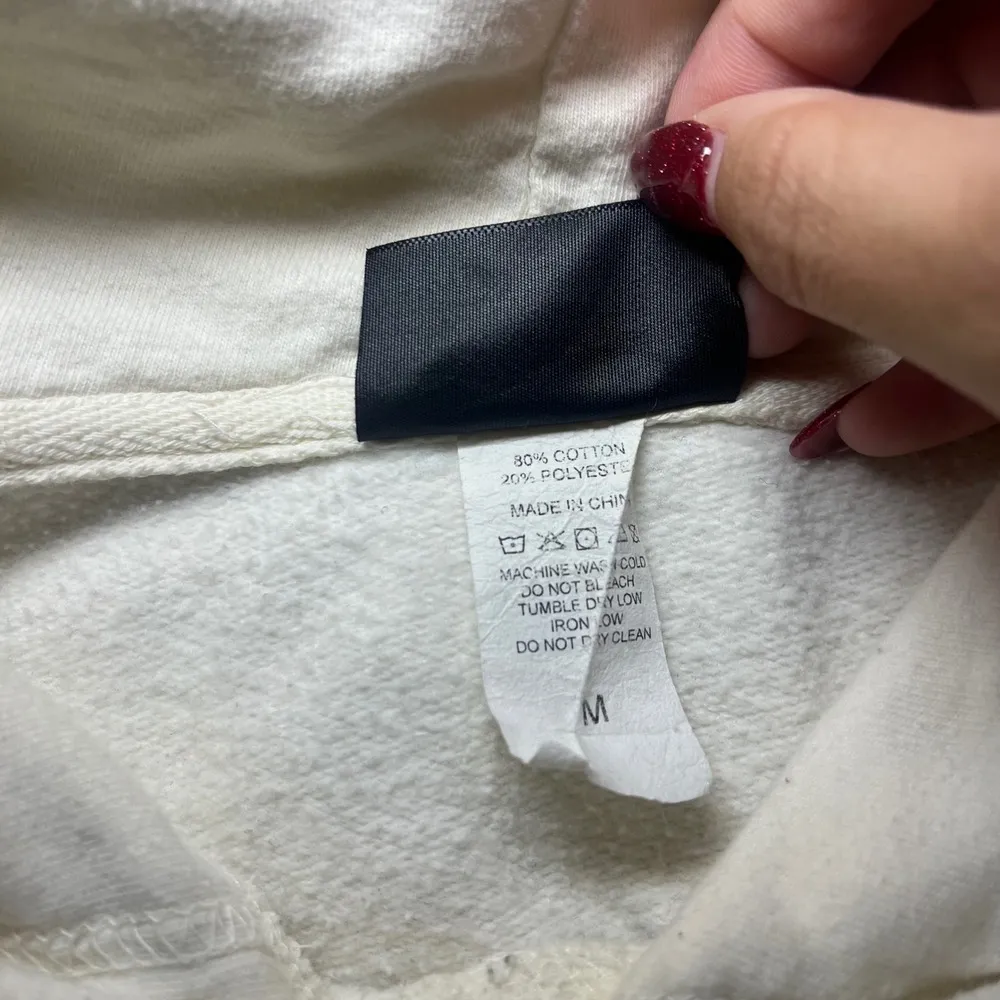 80% COTTON
20% POLYESTE
MADE IN CHIN
MACHINE WASH COLD
DO NOT BLEACH
TUMBLE DRY LOW
IRON LOW
DO NOT DRY CLEAN
M